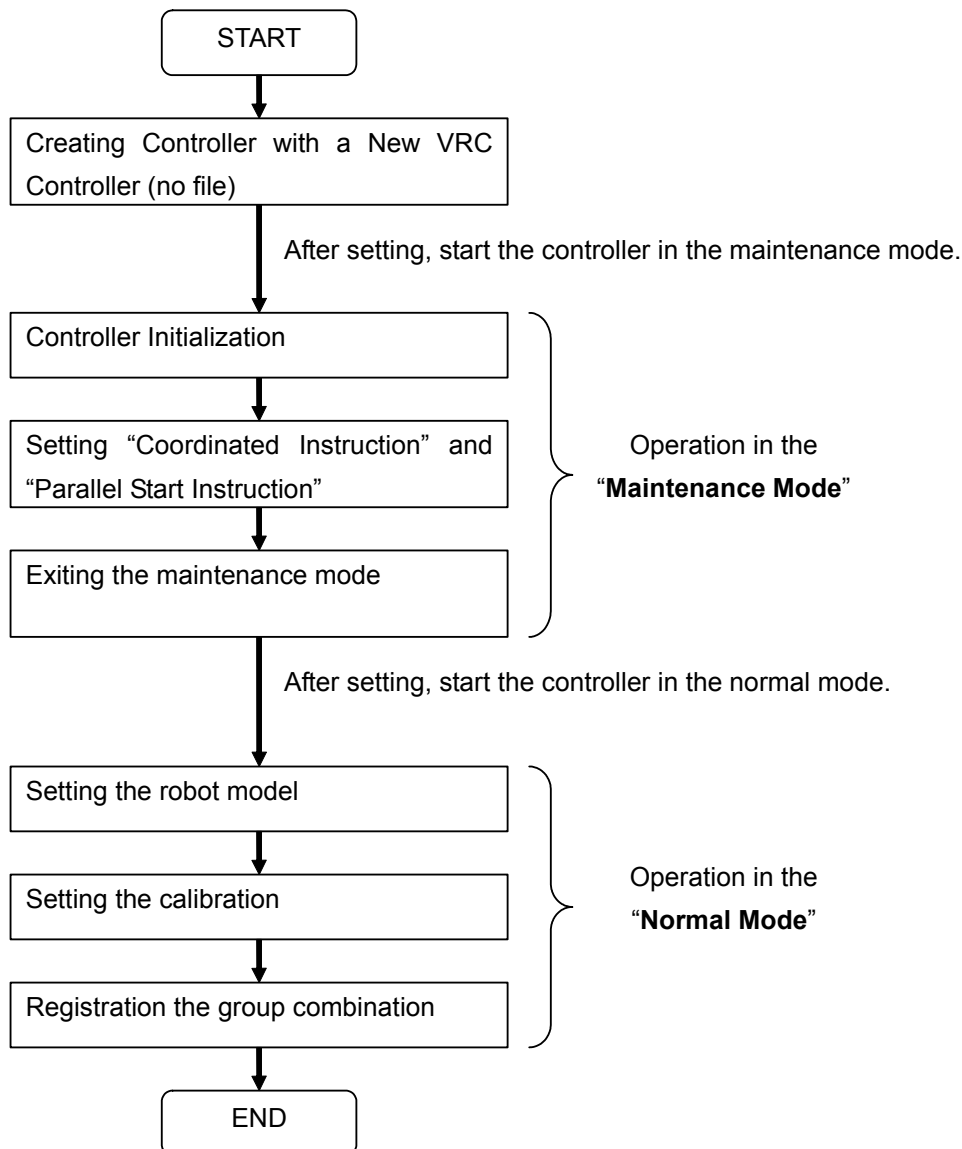 START
Creating Controller with a New VRC
Controller (no file)
After setting, start the controller in the maintenance mode.
Controller Initialization
Setting “Coordinated Instruction” and
“Parallel Start Instruction”
Operation in the
“Maintenance Mode”
Exiting the maintenance mode
After setting, start the controller in the normal mode.
Setting the robot model
Setting the calibration
Operation in the
“Normal Mode”
Registration the group combination
END